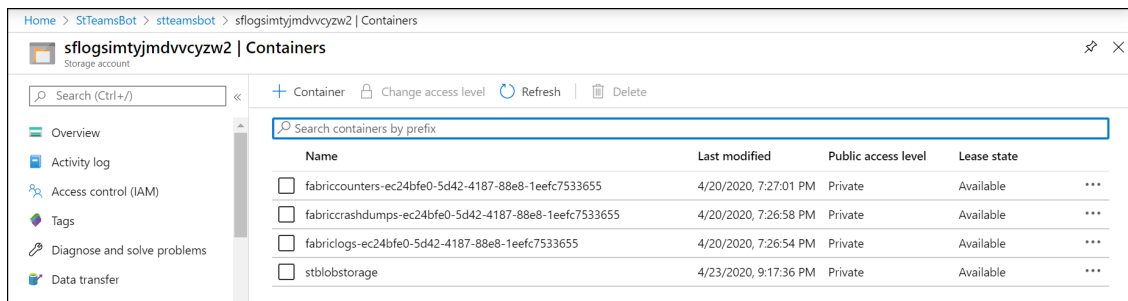 Home > StTeamsBot > stteamsbot > sflogsimtyjmdvvcyzw2 | Containers
sflogsimtyjmdvvcyzw2 | Containers
Storage account
Search (Ctrl+/)
Overview
Activity log
Access control (IAM)
Tags
Diagnose and solve problems
Data transfer
+ Container Change access level Refresh | Delete
Search containers by prefix
Name Last modified Public access level Lease state
fabriccounters-ec24bfe0-5d42-4187-88e8-1eefc7533655 4/20/2020, 7:27:01 PM Private Available ...
fabriccrashdumps-ec24bfe0-5d42-4187-88e8-1eefc7533655 4/20/2020, 7:26:58 PM Private Available ...
fabriclogs-ec24bfe0-5d42-4187-88e8-1eefc7533655 4/20/2020, 7:26:54 PM Private Available ...
stblobstorage 4/23/2020, 9:17:36 PM Private Available ...